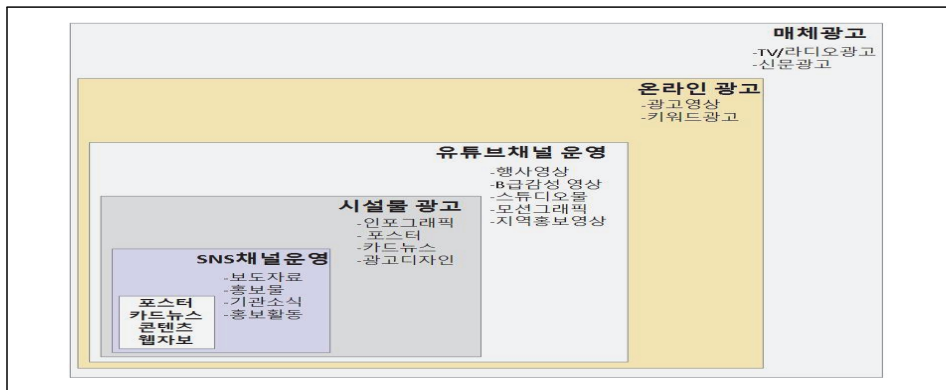 매체광고
-TV/라디오광고
-신문광고
온라인 광고
-광고영상
-키워드광고
유튜브채널 운영
-행사영상
-B급감성 영상
-스튜디오물
-모션그래픽
-지역홍보영상
시설물 광고
-인포그래픽
- 포스터
-카드뉴스
-광고디자인
SNS채널운영
-보도자료
-홍보물
-기관소식
-홍보활동
포스터
카드뉴스
콘텐츠
웹자보